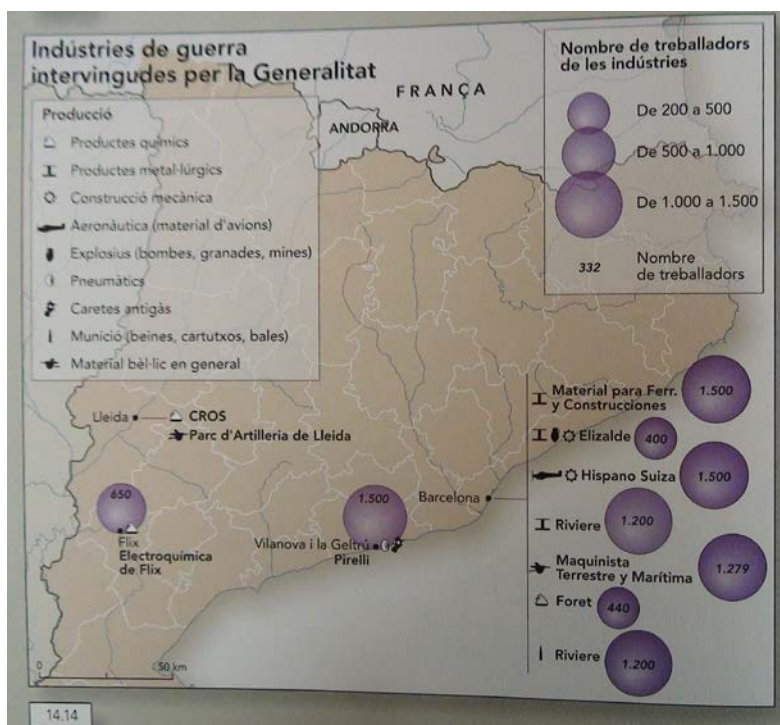 Indústries de guerra
intervingudes per la Generalitat
Producció
Productes químics
Productes metal·lúrgics
Construcció mecànica
Aeronàutica (material d'avions)
Explosius (bombes, granades, mines)
Pneumàtics
Caretes antigàs
Munició (beines, cartutxos, bales)
Material bèl·lic en general
FRANÇA
ANDORRA
Nombre de treballadors
de les indústries
De 200 a 500
De 500 a 1.000
De 1.000 a 1.500
332
Nombre
de treballadors
Lleida
CROS
Parc d'Artilleria de Lleida
650
Flix
Electroquímica
de Flix
1.500
Vilanova i la Geltrú
Pirelli
Barcelona
Material para Ferr.
y Construcciones
1.500
Elizalde
400
Hispano Suiza
1.500
Riviere
1.200
Maquinista
Terrestre y Marítima
1.279
Foret
440
Riviere
1.200
0
50 km
14.14